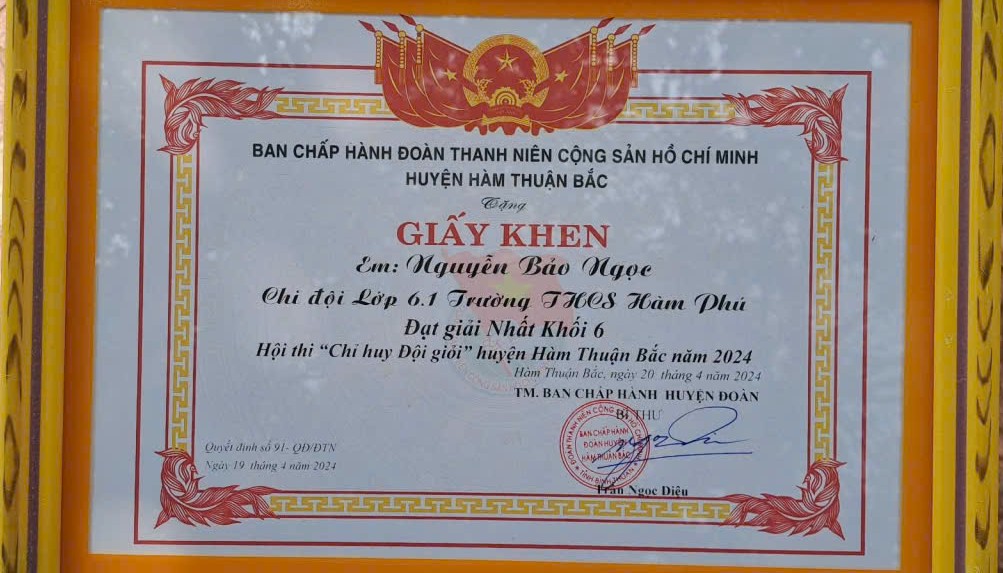 BAN CHẤP HÀNH ĐOÀN THANH NIÊN CỘNG SẢN HỒ CHÍ MINH
HUYỆN HÀM THUẬN BẮC
Tặng
GIẤY KHEN
Em: Nguyễn Bảo Ngọc
Chi đội Lớp 6.1 Trường THCS Hàm Phú
Đạt giải Nhất Khối 6
Hội thi “Chỉ huy Đội giỏi” huyện Hàm Thuận Bắc năm 2024
Hàm Thuận Bắc, ngày 20 tháng 4 năm 2024
TM. BAN CHẤP HÀNH HUYỆN ĐOÀN
BÍ THƯ
BAN CHẤP HÀNH
ĐOÀN HUYỆN
HÀM THUẬN BẮC
TỈNH BÌNH THUẬN
Quyết định số 91- QĐ/ĐTN
Ngày 19 tháng 4 năm 2024
Trần Ngọc Diệu